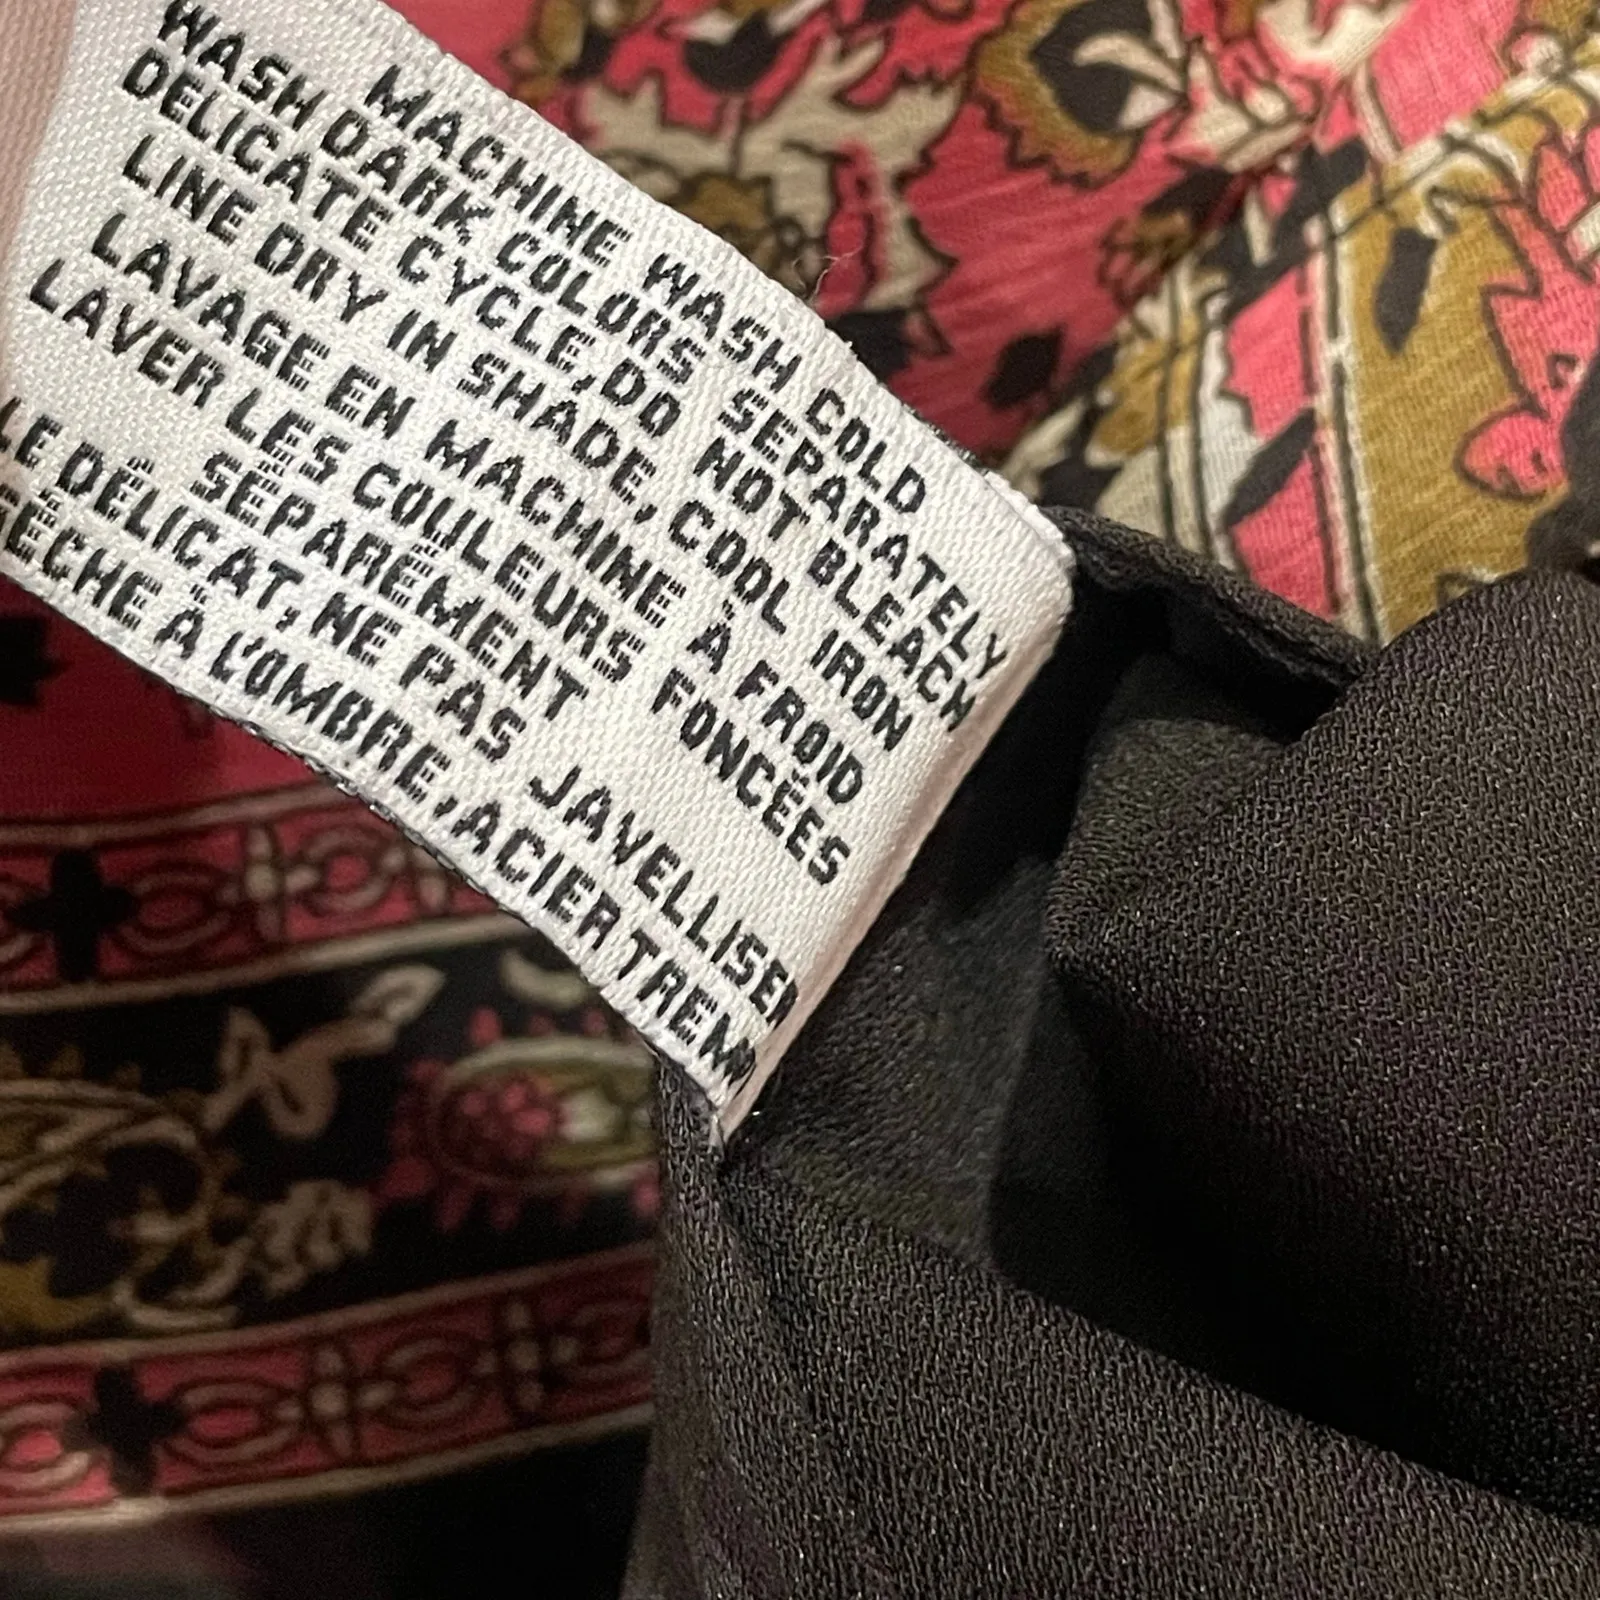 MACHINE WASH COLD
WASH DARK COLORS SEPARATELY
DELICATE CYCLE, DO NOT BLEACH
LINE DRY IN SHADE, COOL IRON
LAVAGE EN MACHINE À FROID
LAVER LES COULEURS FONCÉES
SÉPARÉMENT
LE DÉLICAT, NE PAS JAVELLISER
SÈCHE À L'OMBRE, ACIER TREMP